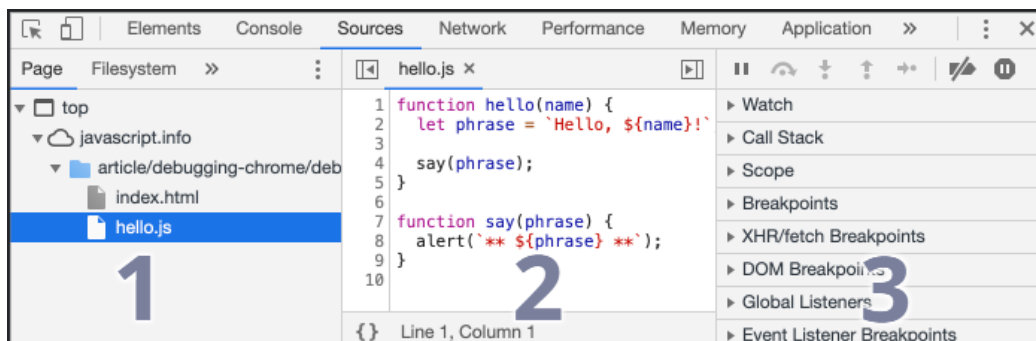 Elements Console Sources Network Performance Memory Application »
Page Filesystem »
top
javascript.info
article/debugging-chrome/deb
index.html
hello.js
1
hello.js ×
1 function hello(name) {
2 let phrase = `Hello, ${name}!`
3
4 say(phrase);
5 }
6
7 function say(phrase) {
8 alert(`** ${phrase} **`);
9 }
10
2
{} Line 1, Column 1
Watch
Call Stack
Scope
Breakpoints
XHR/fetch Breakpoints
DOM Breakpoints
Global Listeners
Event Listener Breakpoints
3